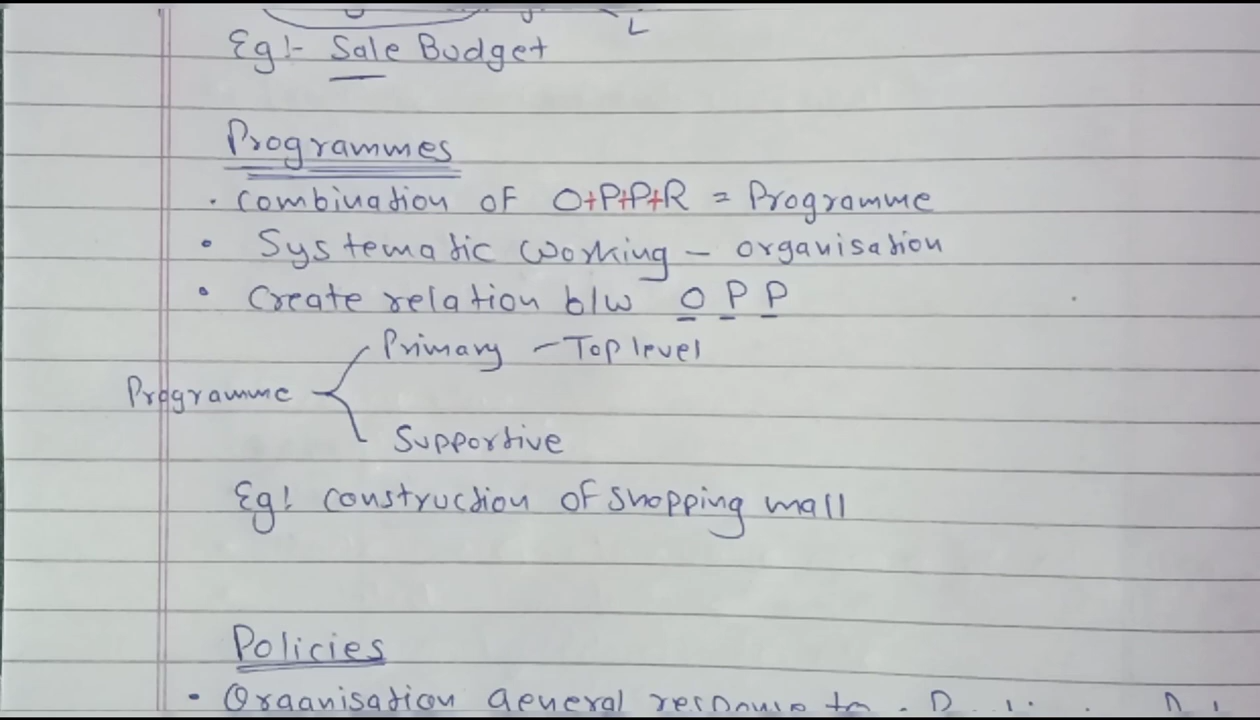 Eg:- Sale Budget
Programmes
• Combination of O+P+P+R = Programme
• Systematic working - organisation
• Create relation b/w O P P
Primary - Top level
Programme
Supportive
Eg: Construction of Shopping mall
Policies
• Organisation General response to